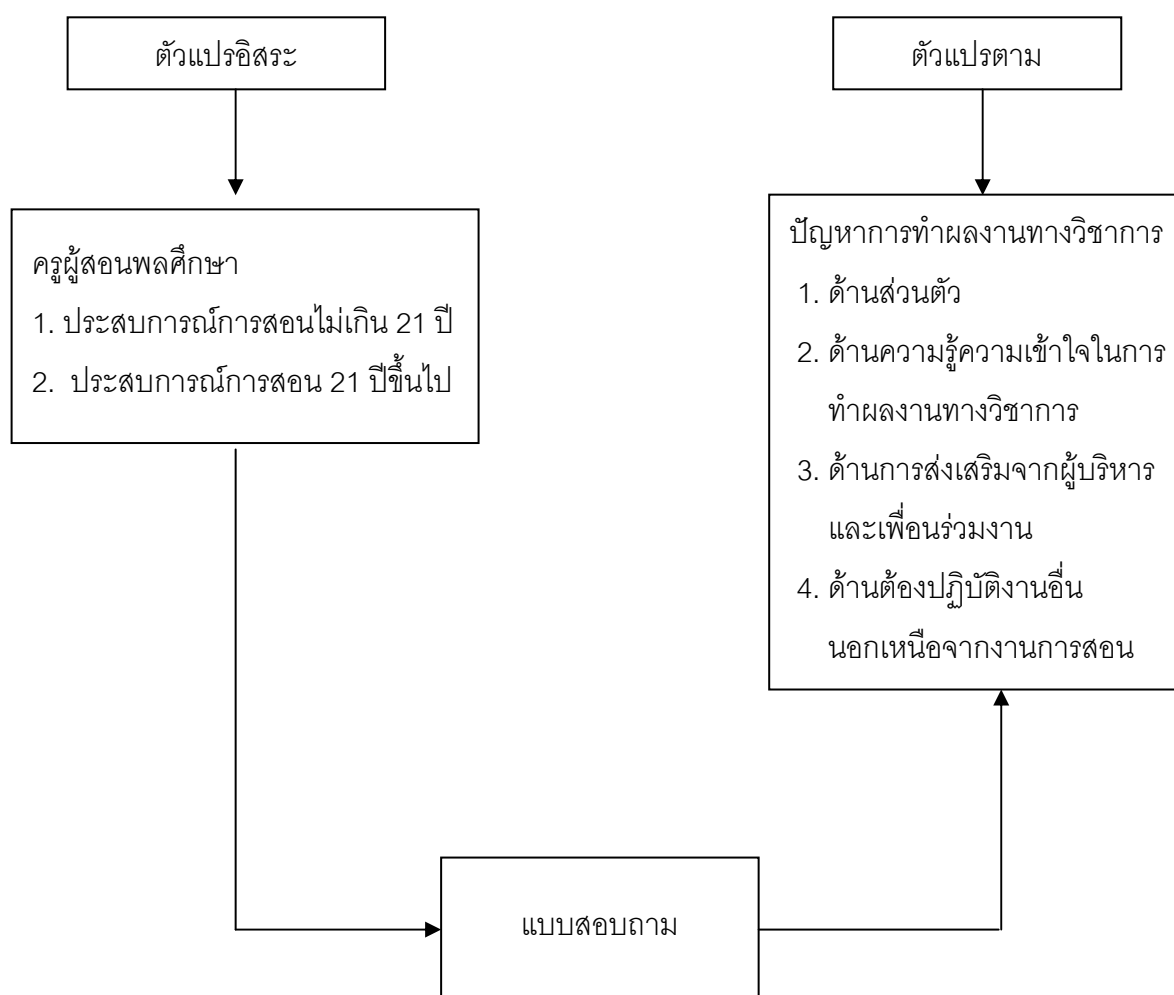 ตัวแปรอิสระ
ครูผู้สอนพลศึกษา
1. ประสบการณ์การสอนไม่เกิน 21 ปี
2. ประสบการณ์การสอน 21 ปีขึ้นไป
ตัวแปรตาม
ปัญหาการทำผลงานทางวิชาการ
1. ด้านส่วนตัว
2. ด้านความรู้ความเข้าใจในการ
ทำผลงานทางวิชาการ
3. ด้านการส่งเสริมจากผู้บริหาร
และเพื่อนร่วมงาน
4. ด้านต้องปฏิบัติงานอื่น
นอกเหนือจากงานการสอน
แบบสอบถาม